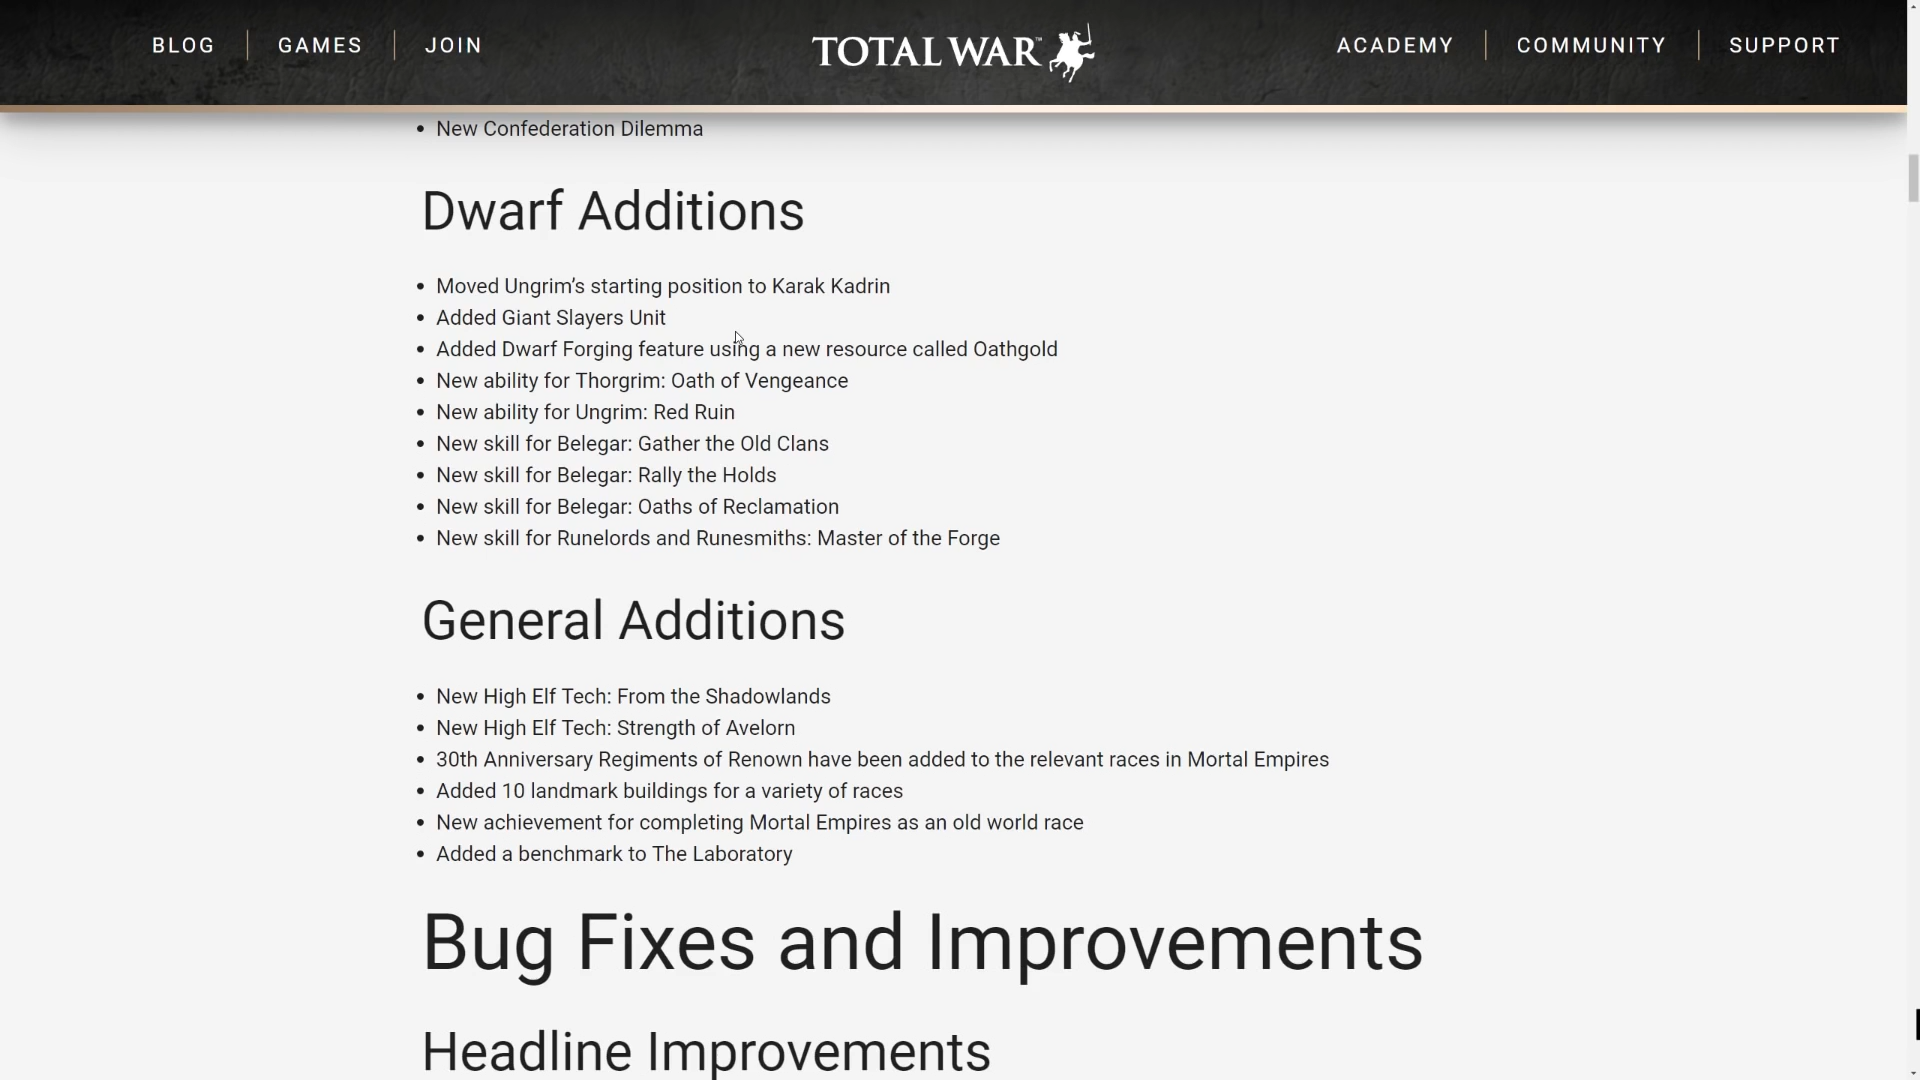 BLOG
GAMES
JOIN
TOTAL WAR™
ACADEMY
COMMUNITY
SUPPORT
• New Confederation Dilemma
Dwarf Additions
• Moved Ungrim’s starting position to Karak Kadrin
• Added Giant Slayers Unit
• Added Dwarf Forging feature using a new resource called Oathgold
• New ability for Thorgrim: Oath of Vengeance
• New ability for Ungrim: Red Ruin
• New skill for Belegar: Gather the Old Clans
• New skill for Belegar: Rally the Holds
• New skill for Belegar: Oaths of Reclamation
• New skill for Runelords and Runesmiths: Master of the Forge
General Additions
• New High Elf Tech: From the Shadowlands
• New High Elf Tech: Strength of Avelorn
• 30th Anniversary Regiments of Renown have been added to the relevant races in Mortal Empires
• Added 10 landmark buildings for a variety of races
• New achievement for completing Mortal Empires as an old world race
• Added a benchmark to The Laboratory
Bug Fixes and Improvements
Headline Improvements